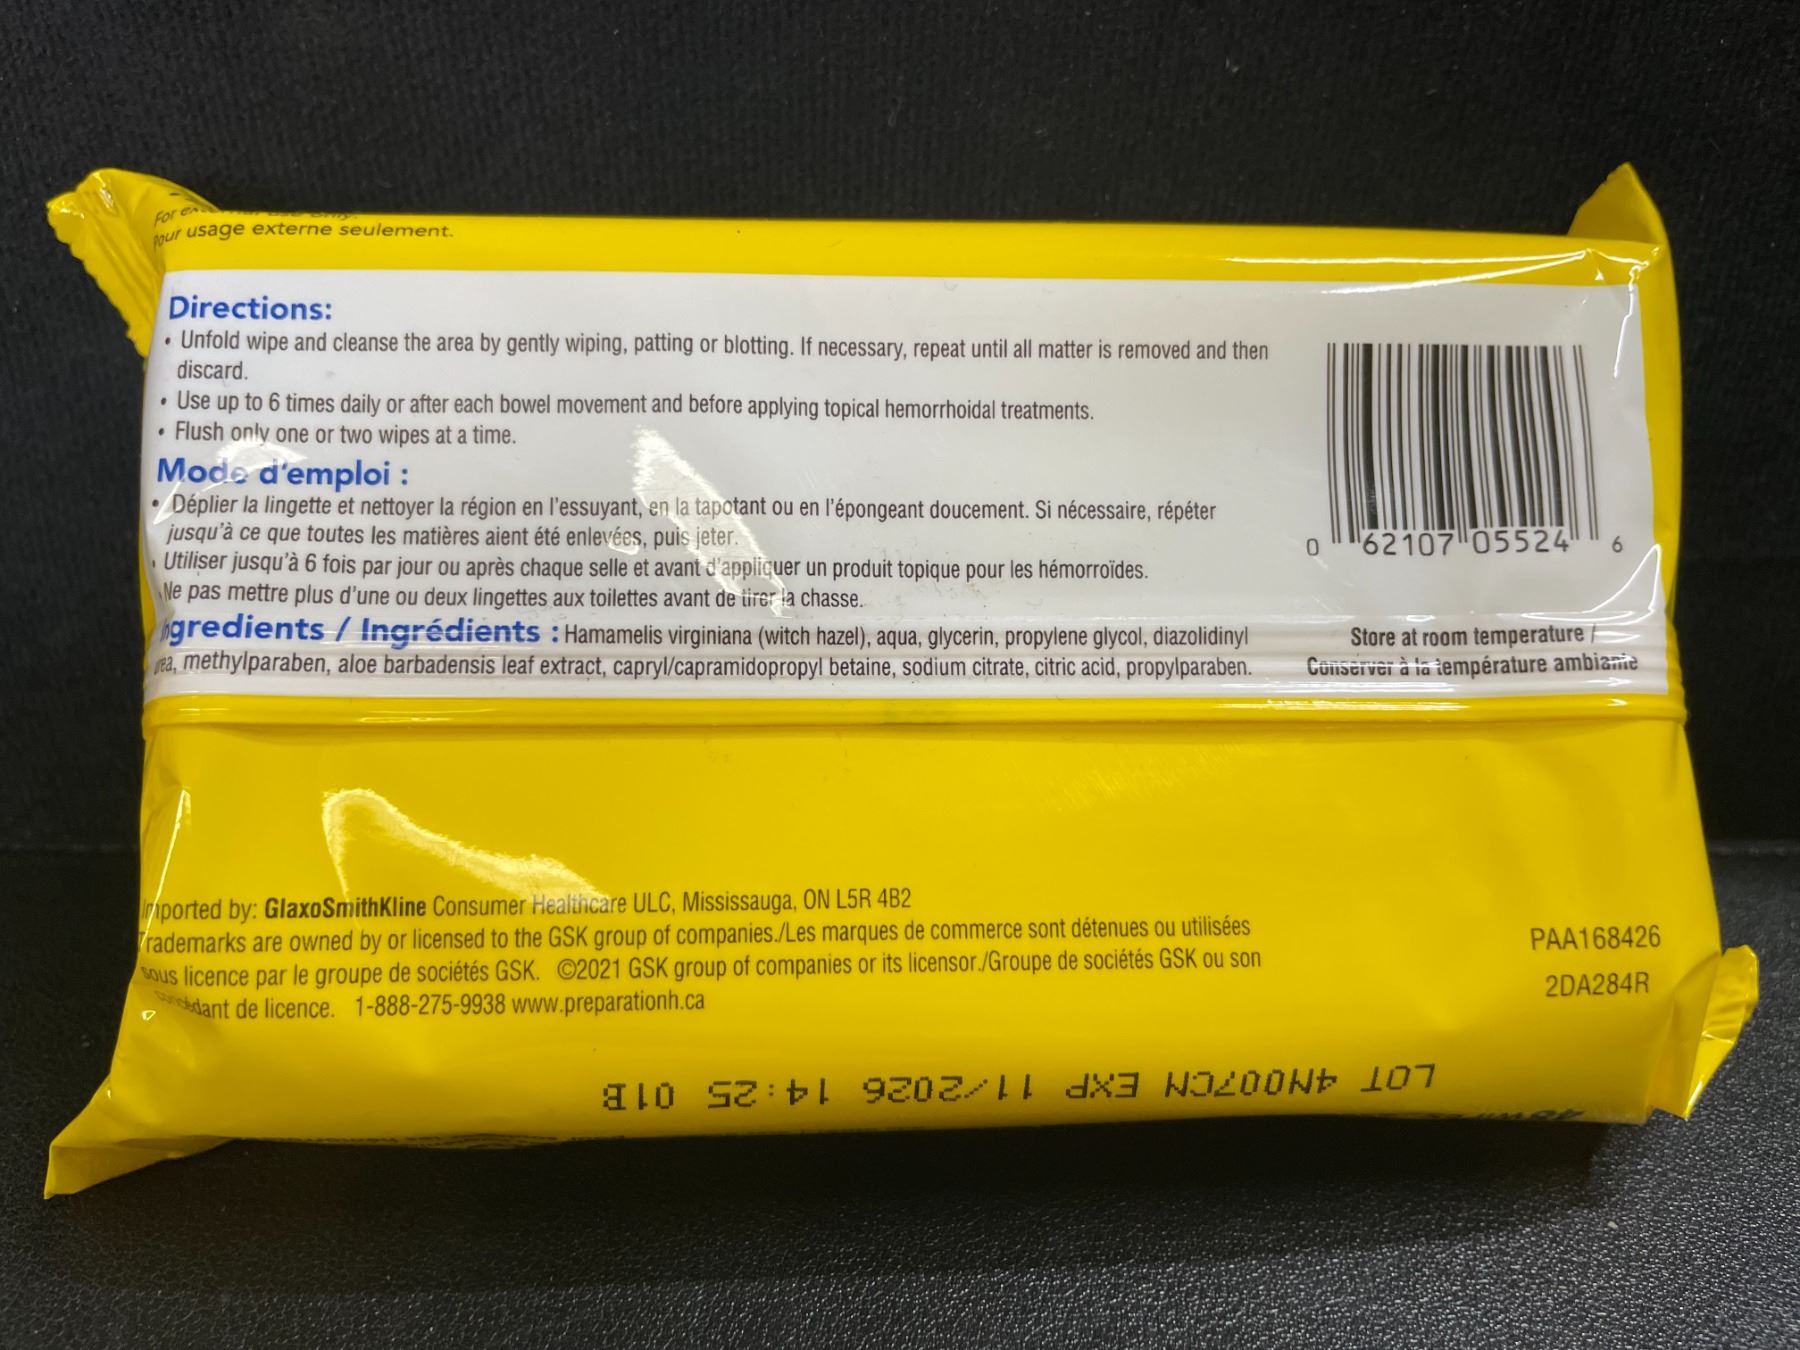 For external use only.
Pour usage externe seulement.
Directions:
• Unfold wipe and cleanse the area by gently wiping, patting or blotting. If necessary, repeat until all matter is removed and then
discard.
• Use up to 6 times daily or after each bowel movement and before applying topical hemorrhoidal treatments.
• Flush only one or two wipes at a time.
Mode d'emploi :
• Déplier la lingette et nettoyer la région en l'essuyant, en la tapotant ou en l'épongeant doucement. Si nécessaire, répéter
jusqu'à ce que toutes les matières aient été enlevées, puis jeter.
• Utiliser jusqu'à 6 fois par jour ou après chaque selle et avant d'appliquer un produit topique pour les hémorroïdes.
• Ne pas mettre plus d'une ou deux lingettes aux toilettes avant de tirer la chasse.
Ingredients / Ingrédients : Hamamelis virginiana (witch hazel), aqua, glycerin, propylene glycol, diazolidinyl
urea, methylparaben, aloe barbadensis leaf extract, capryl/capramidopropyl betaine, sodium citrate, citric acid, propylparaben.
0 62107 05524 6
Store at room temperature /
Conserver à la température ambiante
Imported by: GlaxoSmithKline Consumer Healthcare ULC, Mississauga, ON L5R 4B2
Trademarks are owned by or licensed to the GSK group of companies./Les marques de commerce sont détenues ou utilisées
sous licence par le groupe de sociétés GSK. ©2021 GSK group of companies or its licensor./Groupe de sociétés GSK ou son
concédant de licence. 1-888-275-9938 www.preparationh.ca
PAA168426
2DA284R
LOT 4N007CN EXP 11/2026 14:25 01B